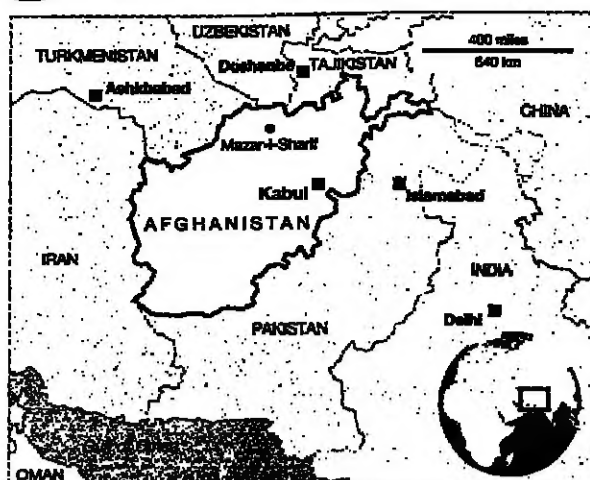 UZBEKISTAN
TURKMENISTAN
Dushanbe
TAJIKISTAN
400 miles
640 km
Ashkhabad
CHINA
Mazar-i-Sharif
Kabul
Islamabad
AFGHANISTAN
IRAN
INDIA
Delhi
PAKISTAN
OMAN